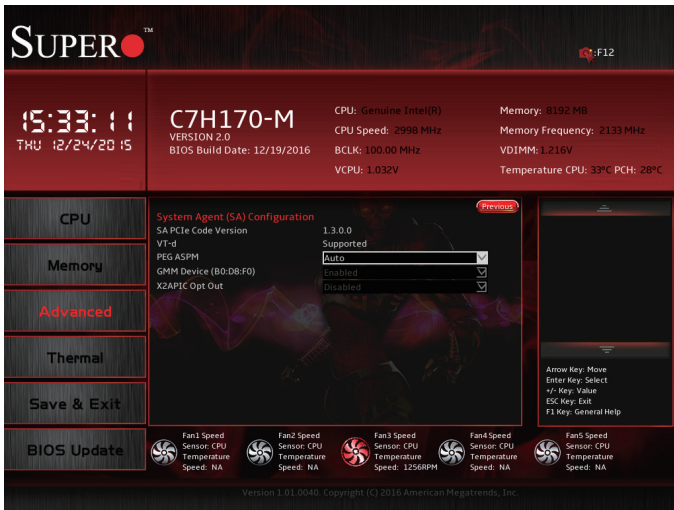 SUPER TM
:F12
15:33:11
THU 12/24/2015
C7H170-M
VERSION 2.0
BIOS Build Date: 12/19/2016
CPU: Genuine Intel(R)
CPU Speed: 2998 MHz
BCLK: 100.00 MHz
VCPU: 1.032V
Memory: 8192 MB
Memory Frequency: 2133 MHz
VDIMM: 1.216V
Temperature CPU: 33°C PCH: 28°C
CPU
Memory
Advanced
Thermal
Save & Exit
BIOS Update
Previous
System Agent (SA) Configuration
SA PCIe Code Version 1.3.0.0
VT-d Supported
PEG ASPM Auto
GMM Device (B0:D8:F0) Enabled
X2APIC Opt Out Disabled
Arrow Key: Move
Enter Key: Select
+/- Key: Value
ESC Key: Exit
F1 Key: General Help
Fan1 Speed
Sensor: CPU
Temperature
Speed: NA
Fan2 Speed
Sensor: CPU
Temperature
Speed: NA
Fan3 Speed
Sensor: CPU
Temperature
Speed: 1256RPM
Fan4 Speed
Sensor: CPU
Temperature
Speed: NA
Fan5 Speed
Sensor: CPU
Temperature
Speed: NA
Version 1.01.0040. Copyright (C) 2016 American Megatrends, Inc.